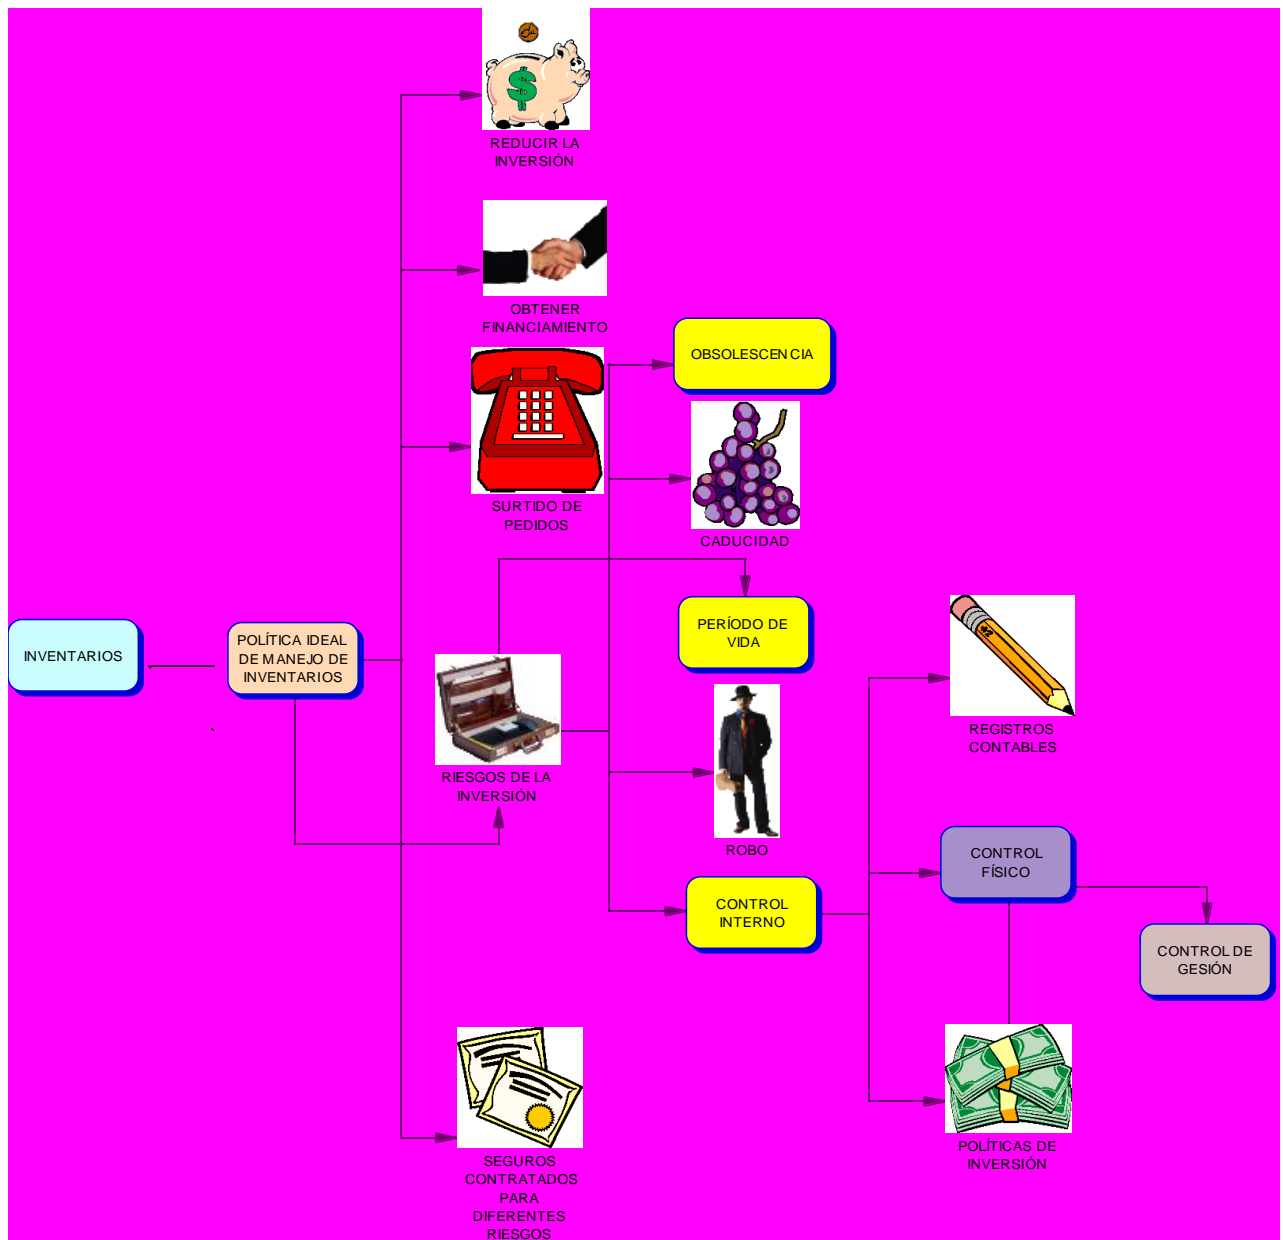 REDUCIR LA
INVERSIÓN
OBTENER
FINANCIAMIENTO
OBSOLESCENCIA
SURTIDO DE
PEDIDOS
CADUCIDAD
INVENTARIOS
POLÍTICA IDEAL
DE MANEJO DE
INVENTARIOS
PERÍODO DE
VIDA
RIESGOS DE LA
INVERSIÓN
REGISTROS
CONTABLES
ROBO
CONTROL
FÍSICO
CONTROL
INTERNO
CONTROL DE
GESIÓN
POLÍTICAS DE
INVERSIÓN
SEGUROS
CONTRATADOS
PARA
DIFERENTES
RIESGOS